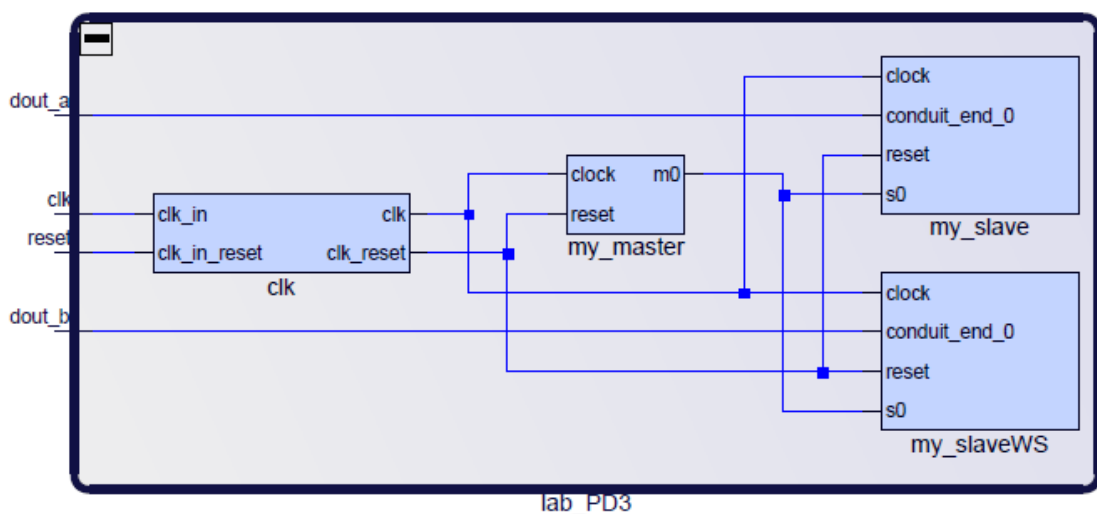 dout_a
clk
reset
dout_b
clk_in clk
clk_in_reset clk_reset
clk
clock m0
reset
my_master
clock
conduit_end_0
reset
s0
my_slave
clock
conduit_end_0
reset
s0
my_slaveWS
lab_PD3